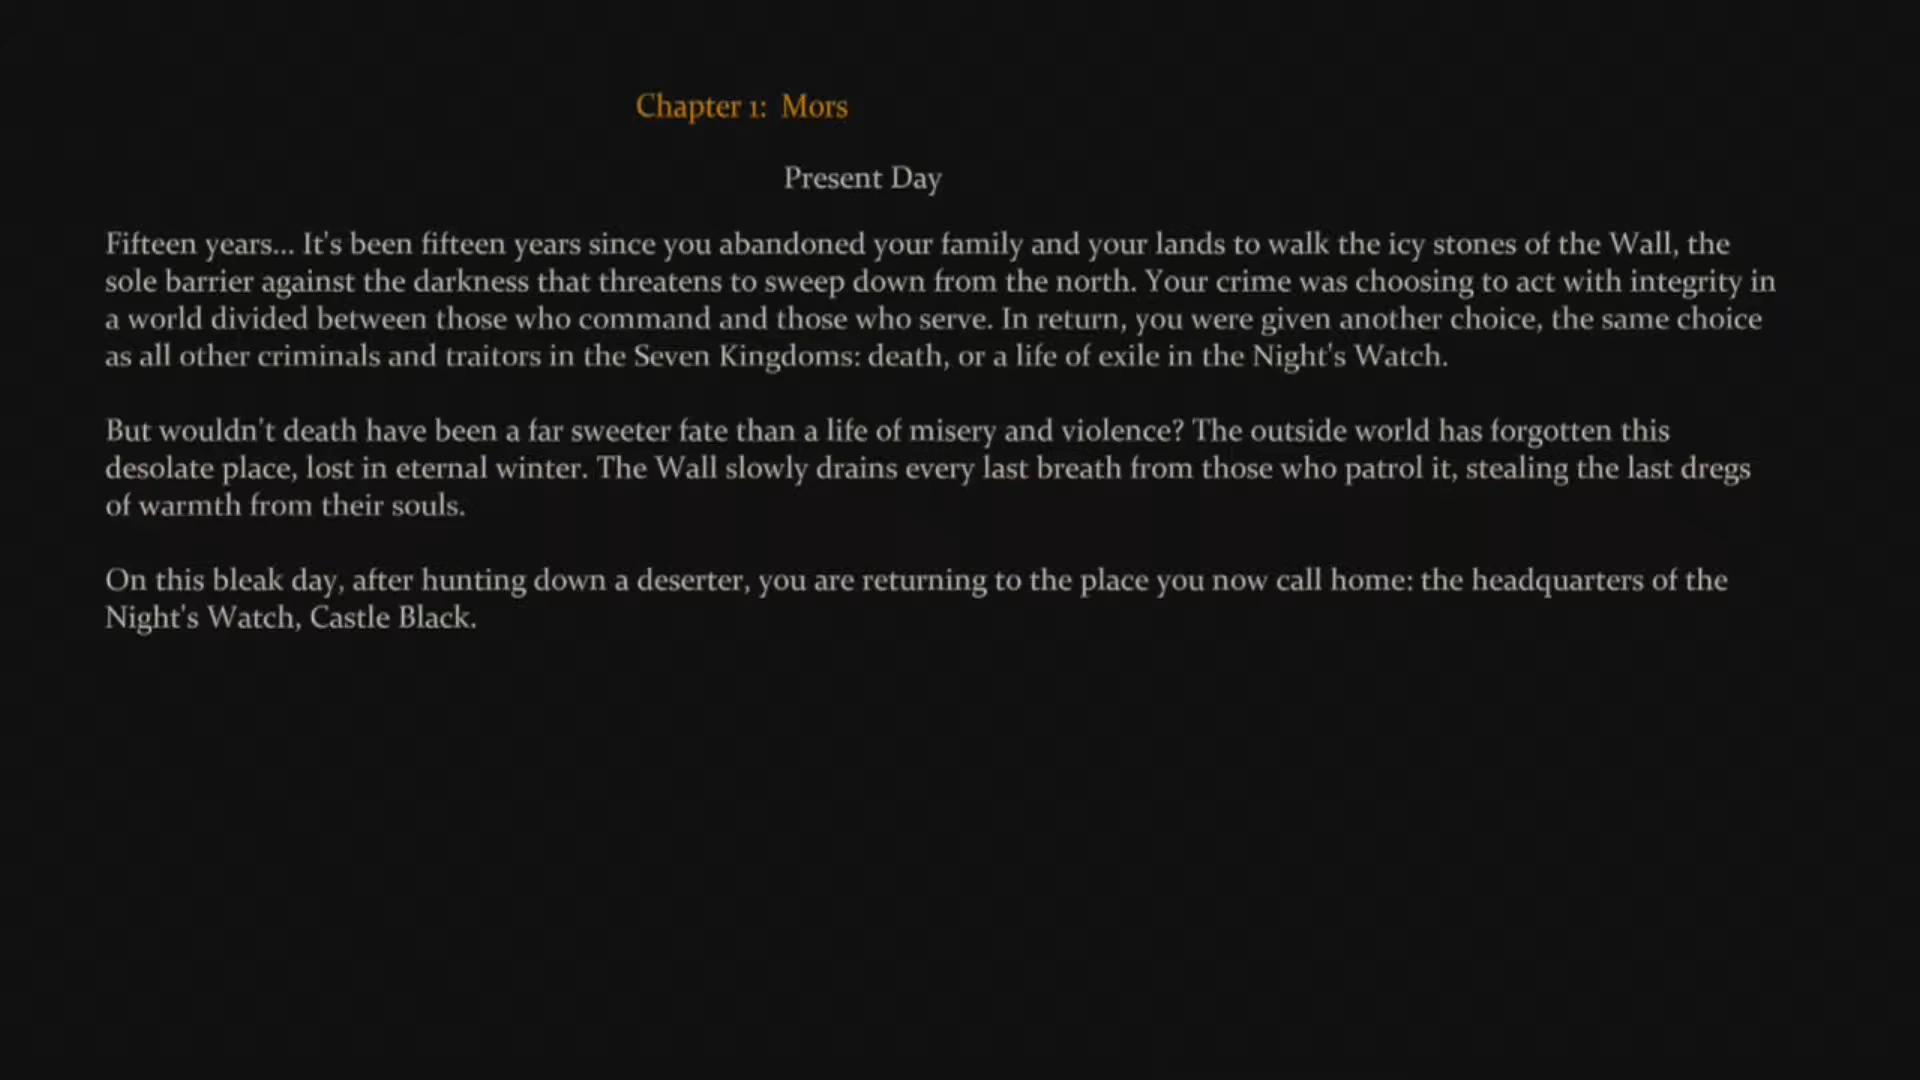 Chapter 1: Mors
Present Day
Fifteen years... It's been fifteen years since you abandoned your family and your lands to walk the icy stones of the Wall, the
sole barrier against the darkness that threatens to sweep down from the north. Your crime was choosing to act with integrity in
a world divided between those who command and those who serve. In return, you were given another choice, the same choice
as all other criminals and traitors in the Seven Kingdoms: death, or a life of exile in the Night's Watch.
But wouldn't death have been a far sweeter fate than a life of misery and violence? The outside world has forgotten this
desolate place, lost in eternal winter. The Wall slowly drains every last breath from those who patrol it, stealing the last dregs
of warmth from their souls.
On this bleak day, after hunting down a deserter, you are returning to the place you now call home: the headquarters of the
Night's Watch, Castle Black.